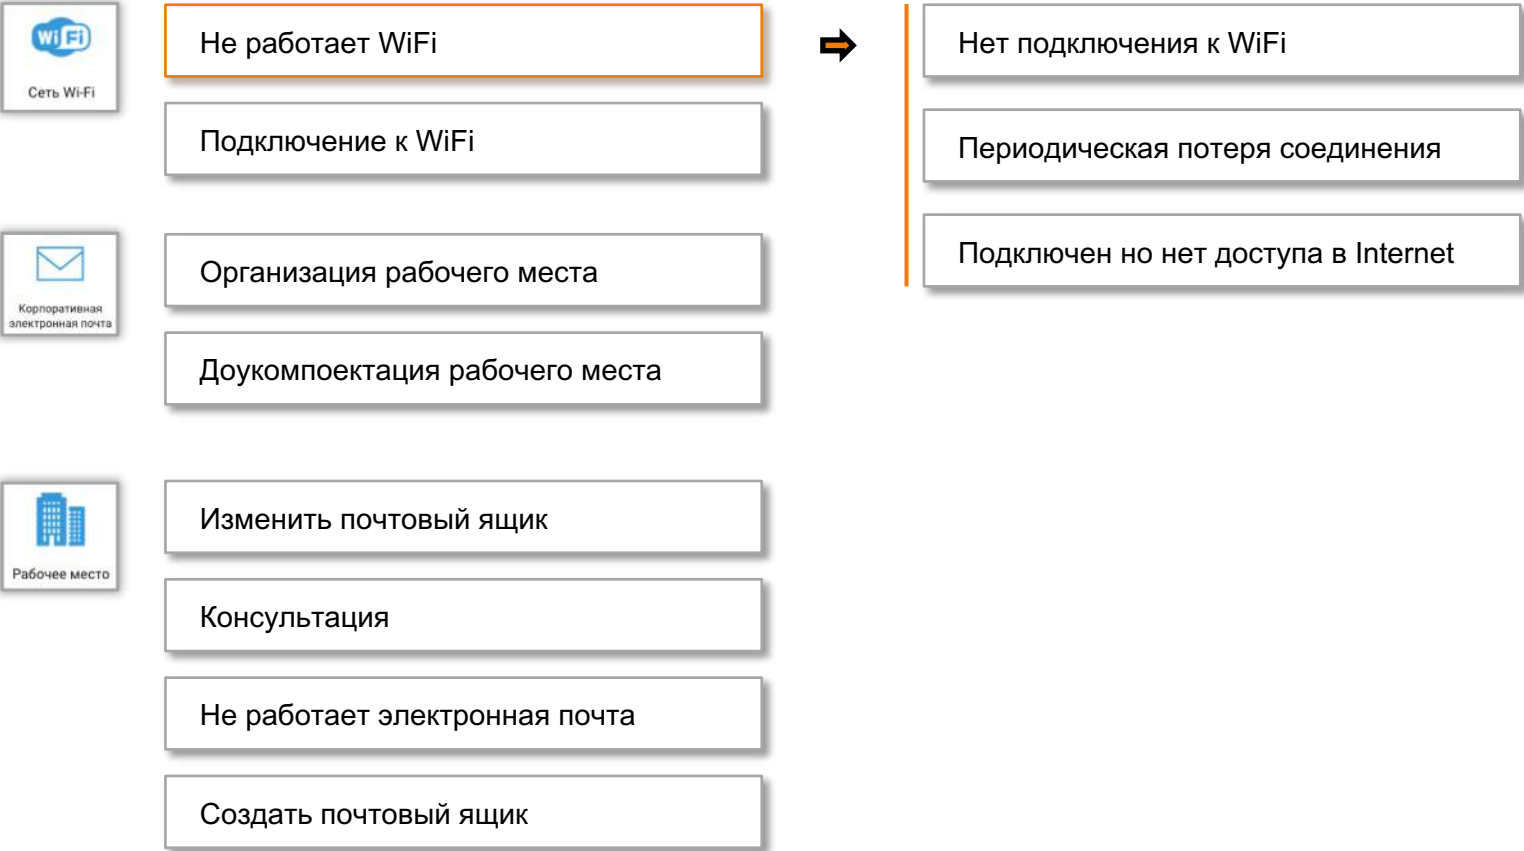 WiFi
Сеть Wi-Fi
Не работает WiFi
Подключение к WiFi
Нет подключения к WiFi
Периодическая потеря соединения
Подключен но нет доступа в Internet
Корпоративная
электронная почта
Организация рабочего места
Доукомпоектация рабочего места
Рабочее место
Изменить почтовый ящик
Консультация
Не работает электронная почта
Создать почтовый ящик